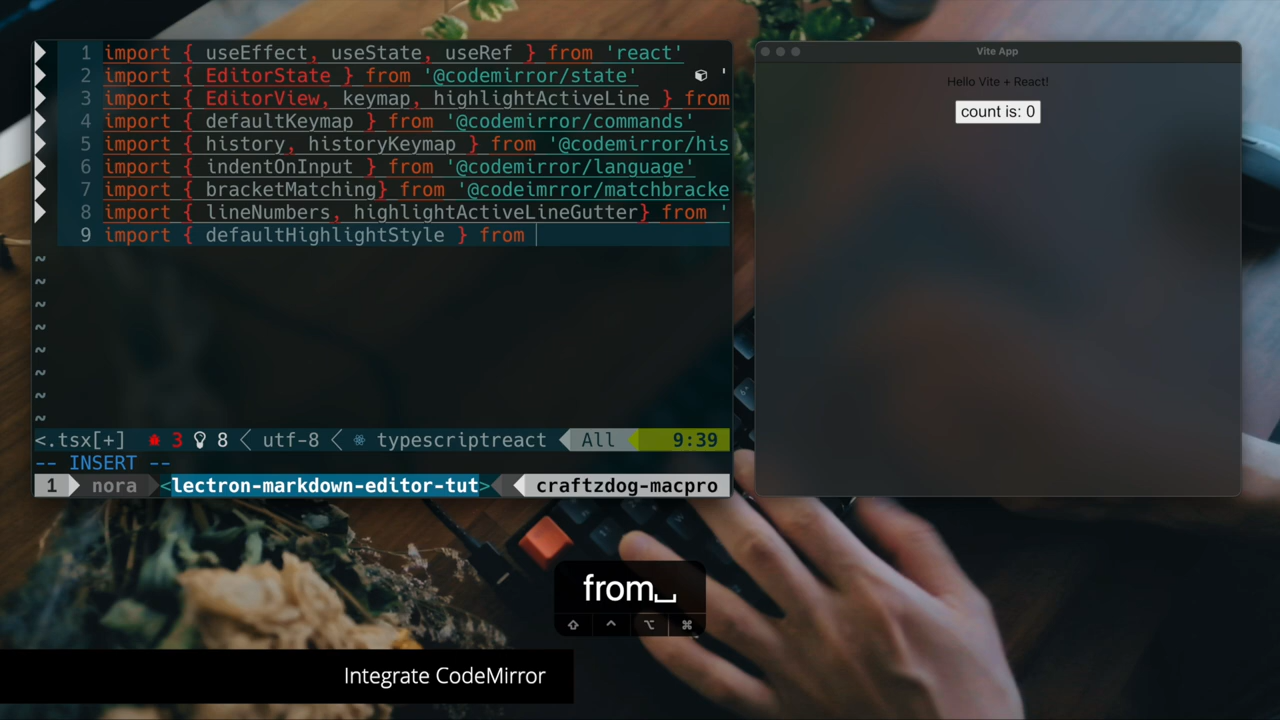 1 import { useEffect, useState, useRef } from 'react'
2 import { EditorState } from '@codemirror/state' '
3 import { EditorView, keymap, highlightActiveLine } from
4 import { defaultKeymap } from '@codemirror/commands'
5 import { history, historyKeymap } from '@codemirror/his
6 import { indentOnInput } from '@codemirror/language'
7 import { bracketMatching} from '@codeimrror/matchbracke
8 import { lineNumbers, highlightActiveLineGutter} from '
9 import { defaultHighlightStyle } from
~
~
~
~
~
~
~
~
<.tsx[+] 3 8 utf-8 typescriptreact All 9:39
-- INSERT --
1 nora <lectron-markdown-editor-tut> craftzdog-macpro
Vite App
Hello Vite + React!
count is: 0
from␣
⇧ ^ ⌥ ⌘
Integrate CodeMirror